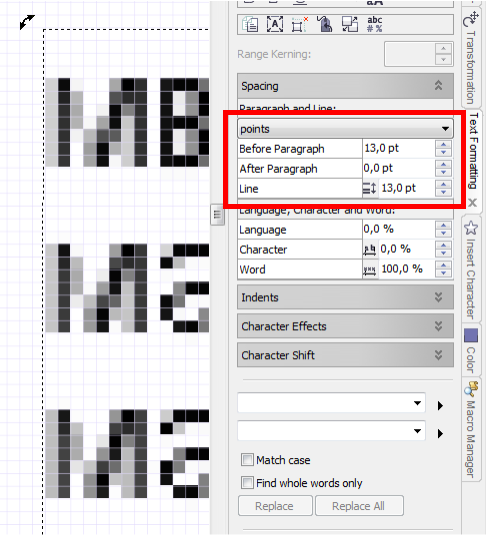 abc
#%
Range Kerning:
Spacing
Paragraph and Line:
points
Before Paragraph 13,0 pt
After Paragraph 0,0 pt
Line 13,0 pt
Language, Character and Word:
Language 0,0 %
Character 0,0 %
Word 100,0 %
Indents
Character Effects
Character Shift
Match case
Find whole words only
Replace Replace All
Transformation
Text Formatting
Insert Character
Color
Macro Manager
M
M
M